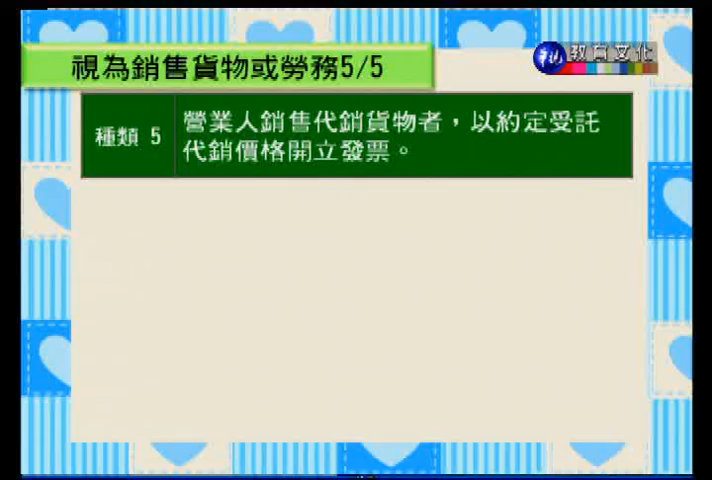 視為銷售貨物或勞務5/5
華視 教育文化
種類 5
營業人銷售代銷貨物者，以約定受託
代銷價格開立發票。